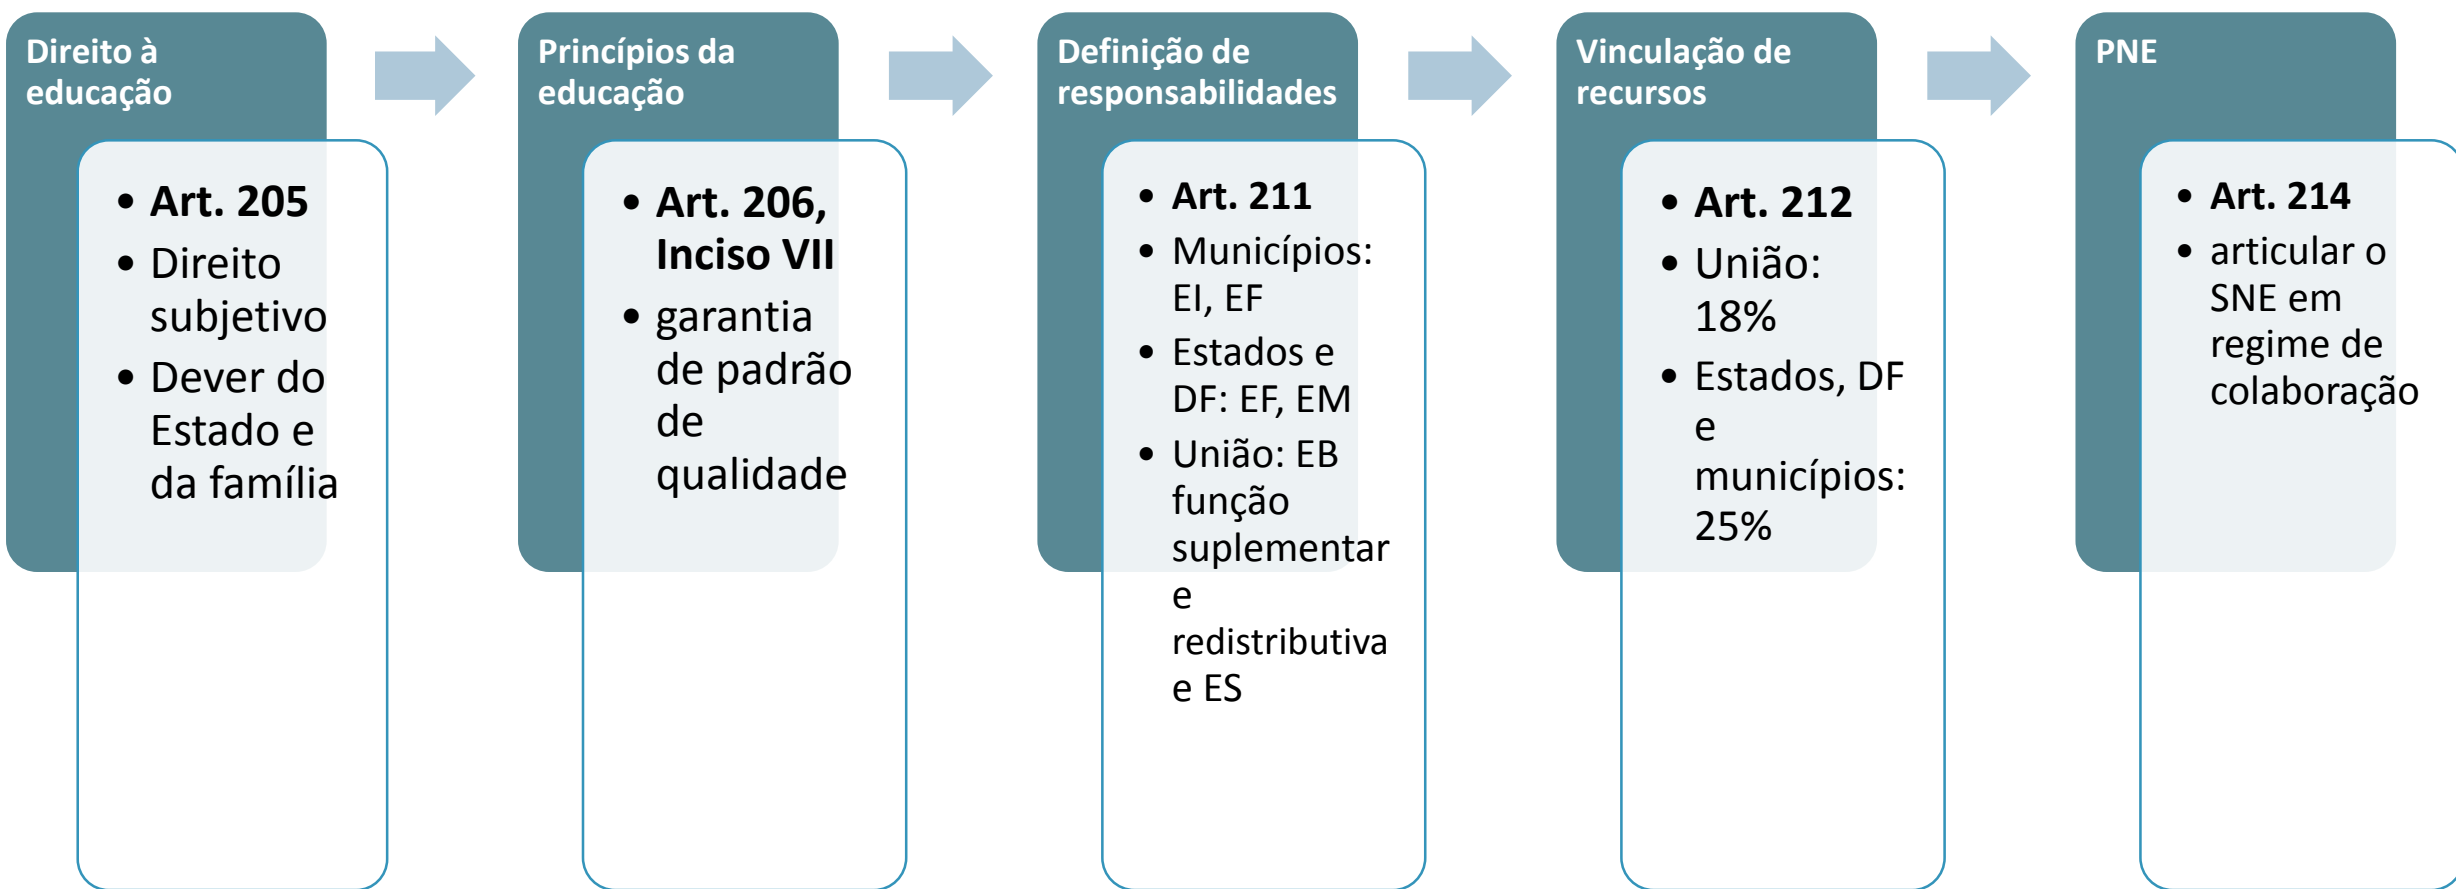 Direito à
educação
• Art. 205
• Direito
subjetivo
• Dever do
Estado e
da família
Princípios da
educação
• Art. 206,
Inciso VII
• garantia
de padrão
de
qualidade
Definição de
responsabilidades
• Art. 211
• Municípios:
EI, EF
• Estados e
DF: EF, EM
• União: EB
função
suplementar
e
redistributiva
e ES
Vinculação de
recursos
• Art. 212
• União:
18%
• Estados, DF
e
municípios:
25%
PNE
• Art. 214
• articular o
SNE em
regime de
colaboração